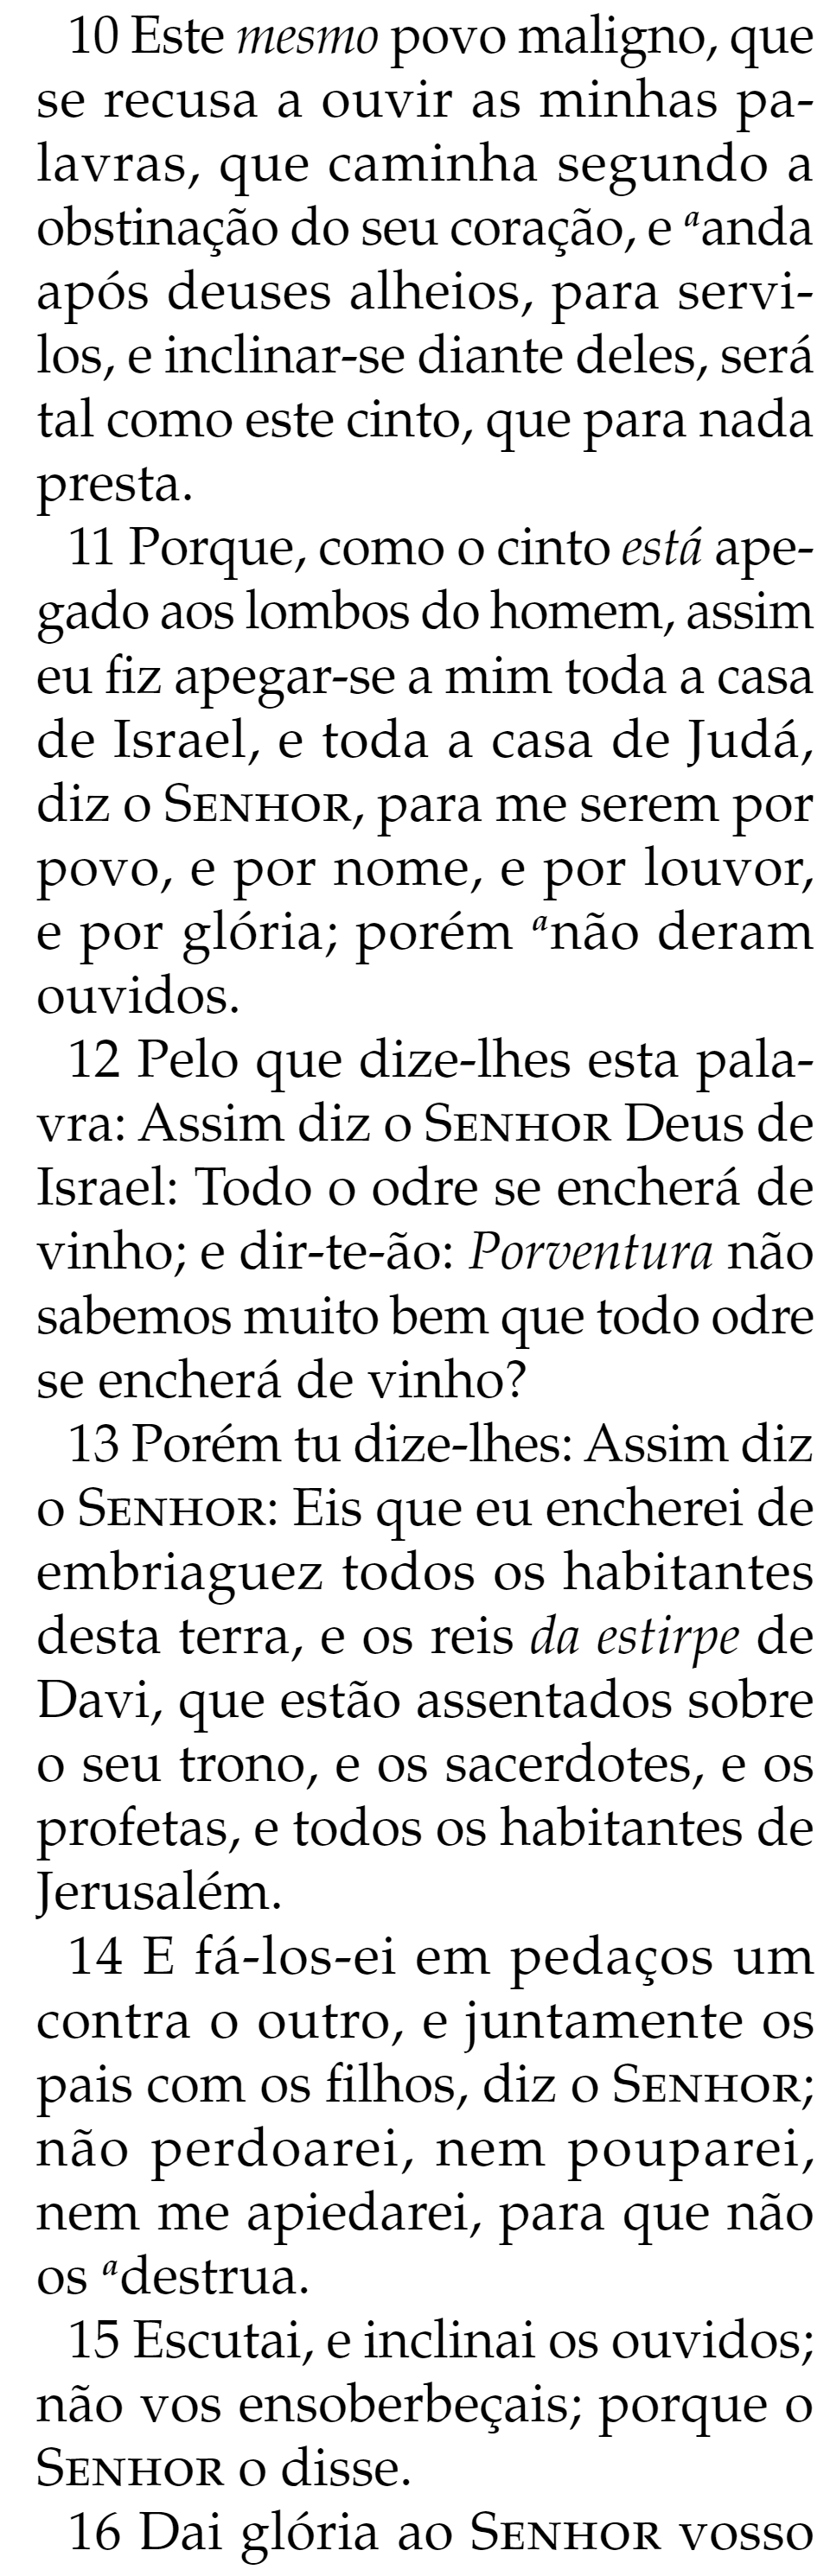 10 Este mesmo povo maligno, que
se recusa a ouvir as minhas pa-
lavras, que caminha segundo a
obstinação do seu coração, e ᵃanda
após deuses alheios, para servi-
los, e inclinar-se diante deles, será
tal como este cinto, que para nada
presta.
11 Porque, como o cinto está ape-
gado aos lombos do homem, assim
eu fiz apegar-se a mim toda a casa
de Israel, e toda a casa de Judá,
diz o SENHOR, para me serem por
povo, e por nome, e por louvor,
e por glória; porém ᵃnão deram
ouvidos.
12 Pelo que dize-lhes esta pala-
vra: Assim diz o SENHOR Deus de
Israel: Todo o odre se encherá de
vinho; e dir-te-ão: Porventura não
sabemos muito bem que todo odre
se encherá de vinho?
13 Porém tu dize-lhes: Assim diz
o SENHOR: Eis que eu encherei de
embriaguez todos os habitantes
desta terra, e os reis da estirpe de
Davi, que estão assentados sobre
o seu trono, e os sacerdotes, e os
profetas, e todos os habitantes de
Jerusalém.
14 E fá-los-ei em pedaços um
contra o outro, e juntamente os
pais com os filhos, diz o SENHOR;
não perdoarei, nem pouparei,
nem me apiedarei, para que não
os ᵃdestrua.
15 Escutai, e inclinai os ouvidos;
não vos ensoberbeçais; porque o
SENHOR o disse.
16 Dai glória ao SENHOR vosso